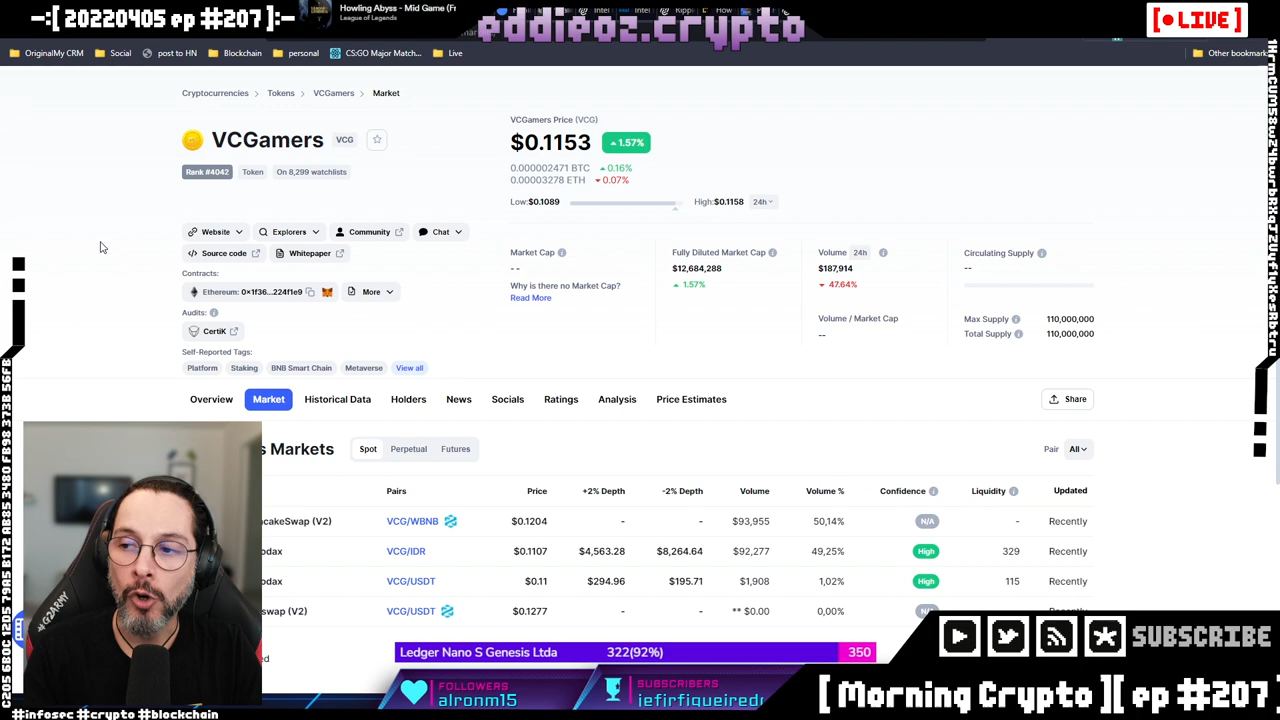 -:[ 20220405 ep #207 ]:-
Howling Abyss - Mid Game (Fr
League of Legends
eddieoz.crypto
[● LIVE]
OriginalMy CRM
Social
post to HN
Blockchain
personal
CS:GO Major Match...
Live
Other bookmark
Cryptocurrencies > Tokens > VCGamers > Market
VCGamers VCG
Rank #4042 Token On 8,299 watchlists
VCGamers Price (VCG)
$0.1153 1.57%
0.000002471 BTC 0.16%
0.00003278 ETH 0.07%
Low:$0.1089 High:$0.1158 24h
Website Explorers Community Chat
Source code Whitepaper
Contracts:
Ethereum: 0x1f36...224f1e9 More
Audits:
CertiK
Self-Reported Tags:
Platform Staking BNB Smart Chain Metaverse View all
Market Cap
- -
Why is there no Market Cap?
Read More
Fully Diluted Market Cap
$12,684,288
1.57%
Volume 24h
$187,914
47.64%
Volume / Market Cap
--
Circulating Supply
--
Max Supply 110,000,000
Total Supply 110,000,000
Overview Market Historical Data Holders News Socials Ratings Analysis Price Estimates Share
s Markets Spot Perpetual Futures Pair All
Pairs Price +2% Depth -2% Depth Volume Volume % Confidence Liquidity Updated
cakeSwap (V2) VCG/WBNB $0.1204 - - $93,955 50,14% N/A - Recently
odax VCG/IDR $0.1107 $4,563.28 $8,264.64 $92,277 49,25% High 329 Recently
odax VCG/USDT $0.11 $294.96 $195.71 $1,908 1,02% High 115 Recently
swap (V2) VCG/USDT $0.1277 - - ** $0.00 0,00% N/A Recently
ed
Ledger Nano S Genesis Ltda 322(92%) 350
FOLLOWERS
alronm15
SUBSCRIBERS
iefjrfigueiredo
SUBSCRIBE
[ Morning Crypto ][ ep #207
infosec #crypto #blockchain